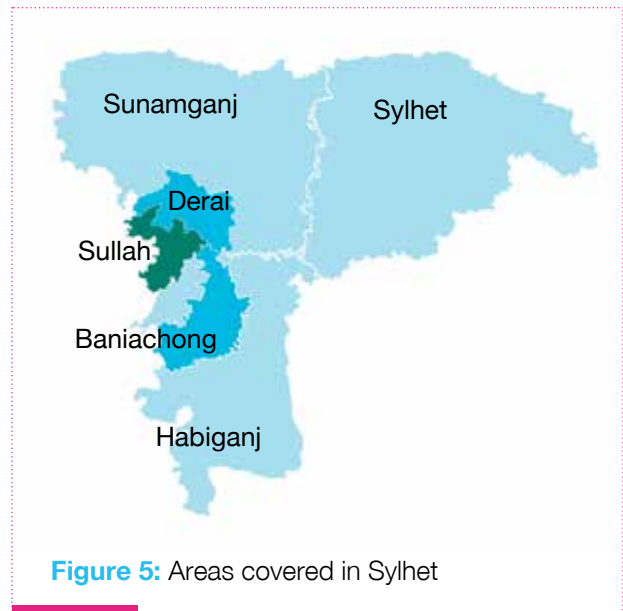 Sunamganj
Sylhet
Derai
Sullah
Baniachong
Habiganj
Figure 5: Areas covered in Sylhet